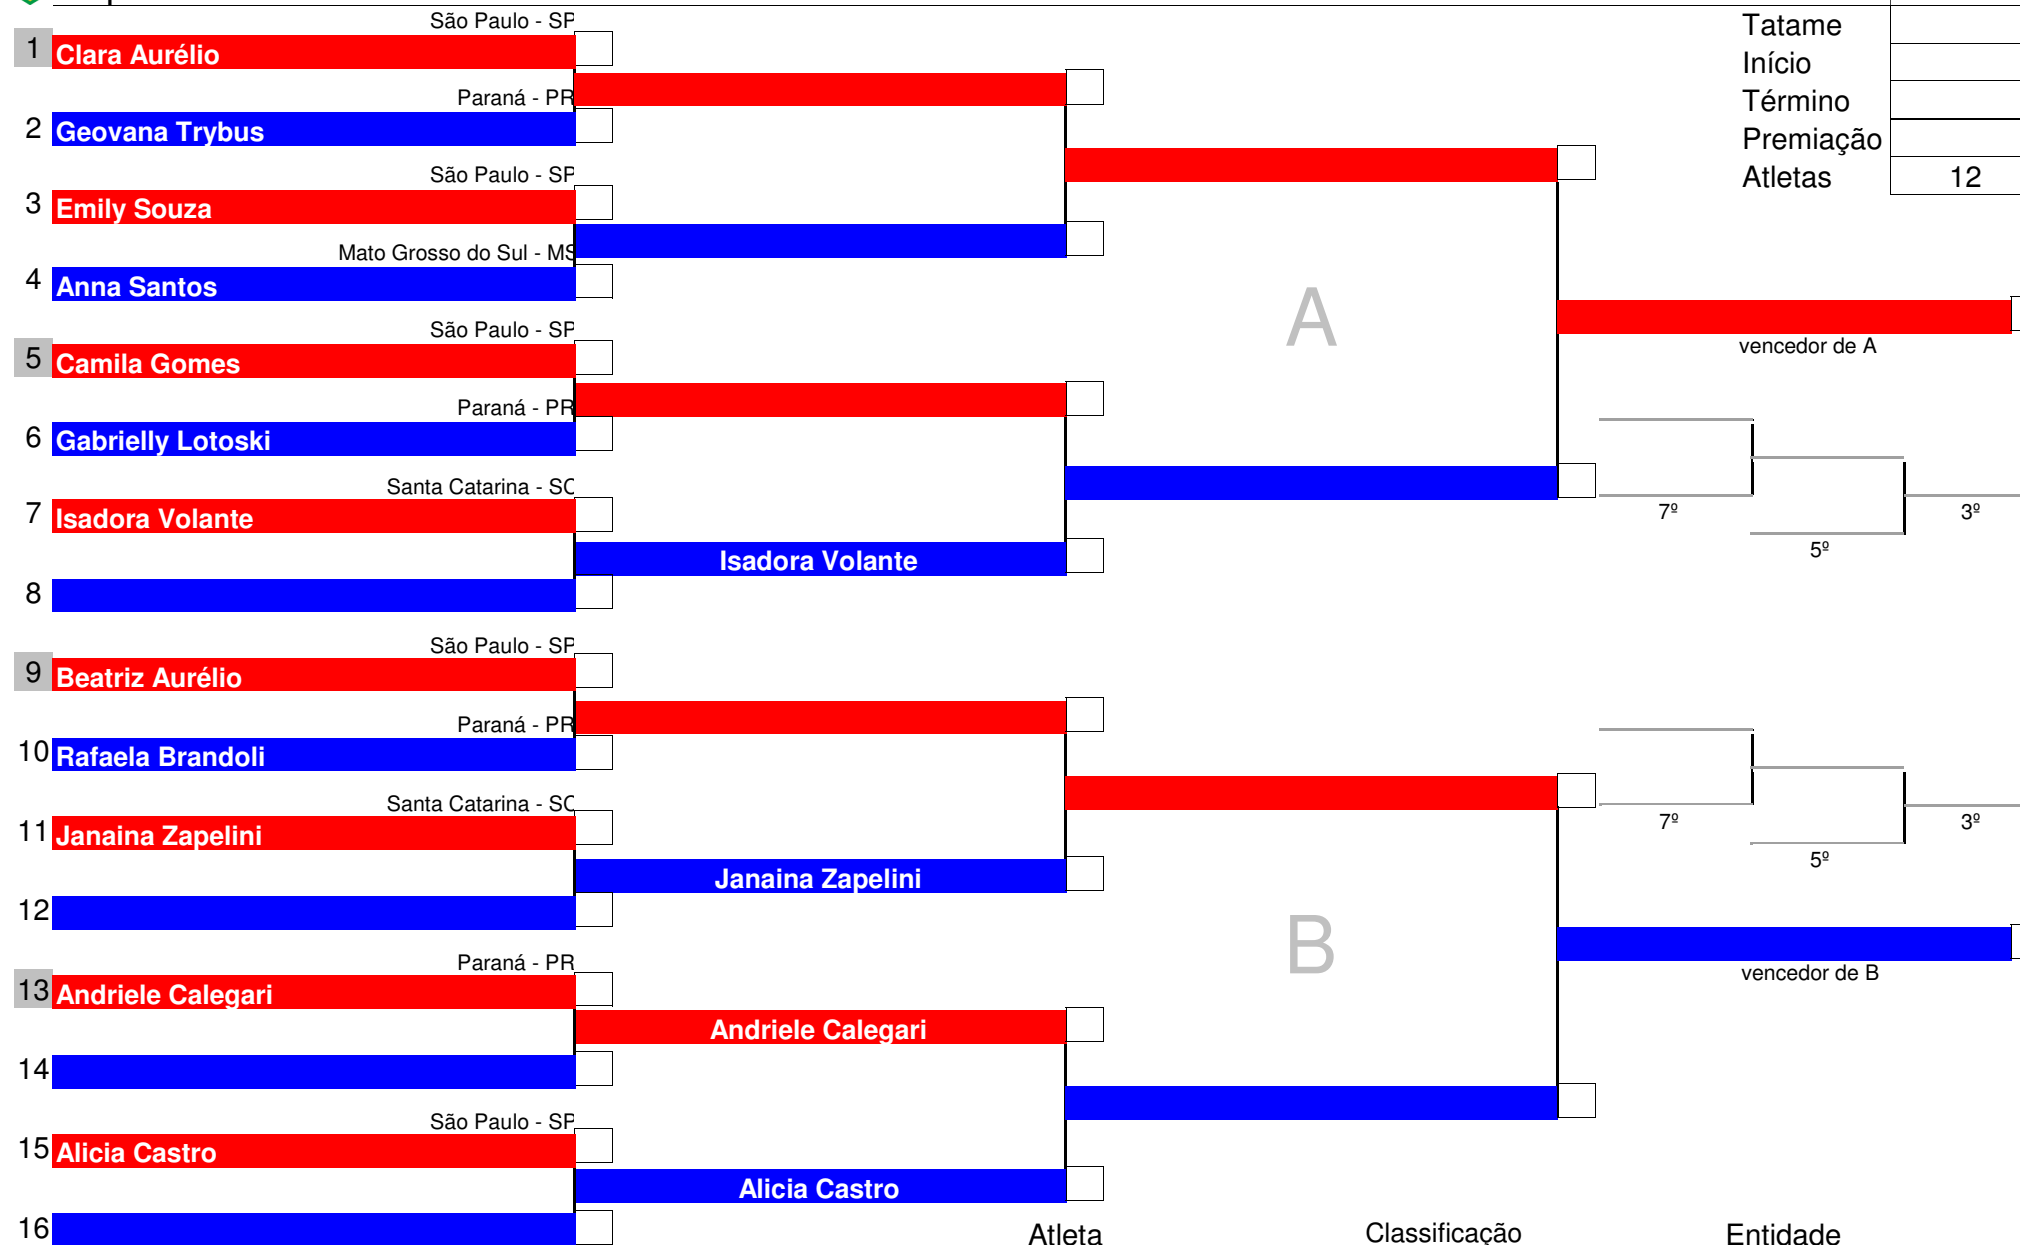 São Paulo - SP
1 Clara Aurélio
Paraná - PR
2 Geovana Trybus
São Paulo - SP
3 Emily Souza
Mato Grosso do Sul - MS
4 Anna Santos
São Paulo - SP
5 Camila Gomes
Paraná - PR
6 Gabrielly Lotoski
Santa Catarina - SC
7 Isadora Volante
Isadora Volante
8
São Paulo - SP
9 Beatriz Aurélio
Paraná - PR
10 Rafaela Brandoli
Santa Catarina - SC
11 Janaina Zapelini
Janaina Zapelini
12
Paraná - PR
13 Andriele Calegari
Andriele Calegari
14
São Paulo - SP
15 Alicia Castro
Alicia Castro
16
A
B
Tatame
Início
Término
Premiação
Atletas 12
vencedor de A
7º
3º
5º
7º
3º
5º
vencedor de B
Atleta Classificação Entidade